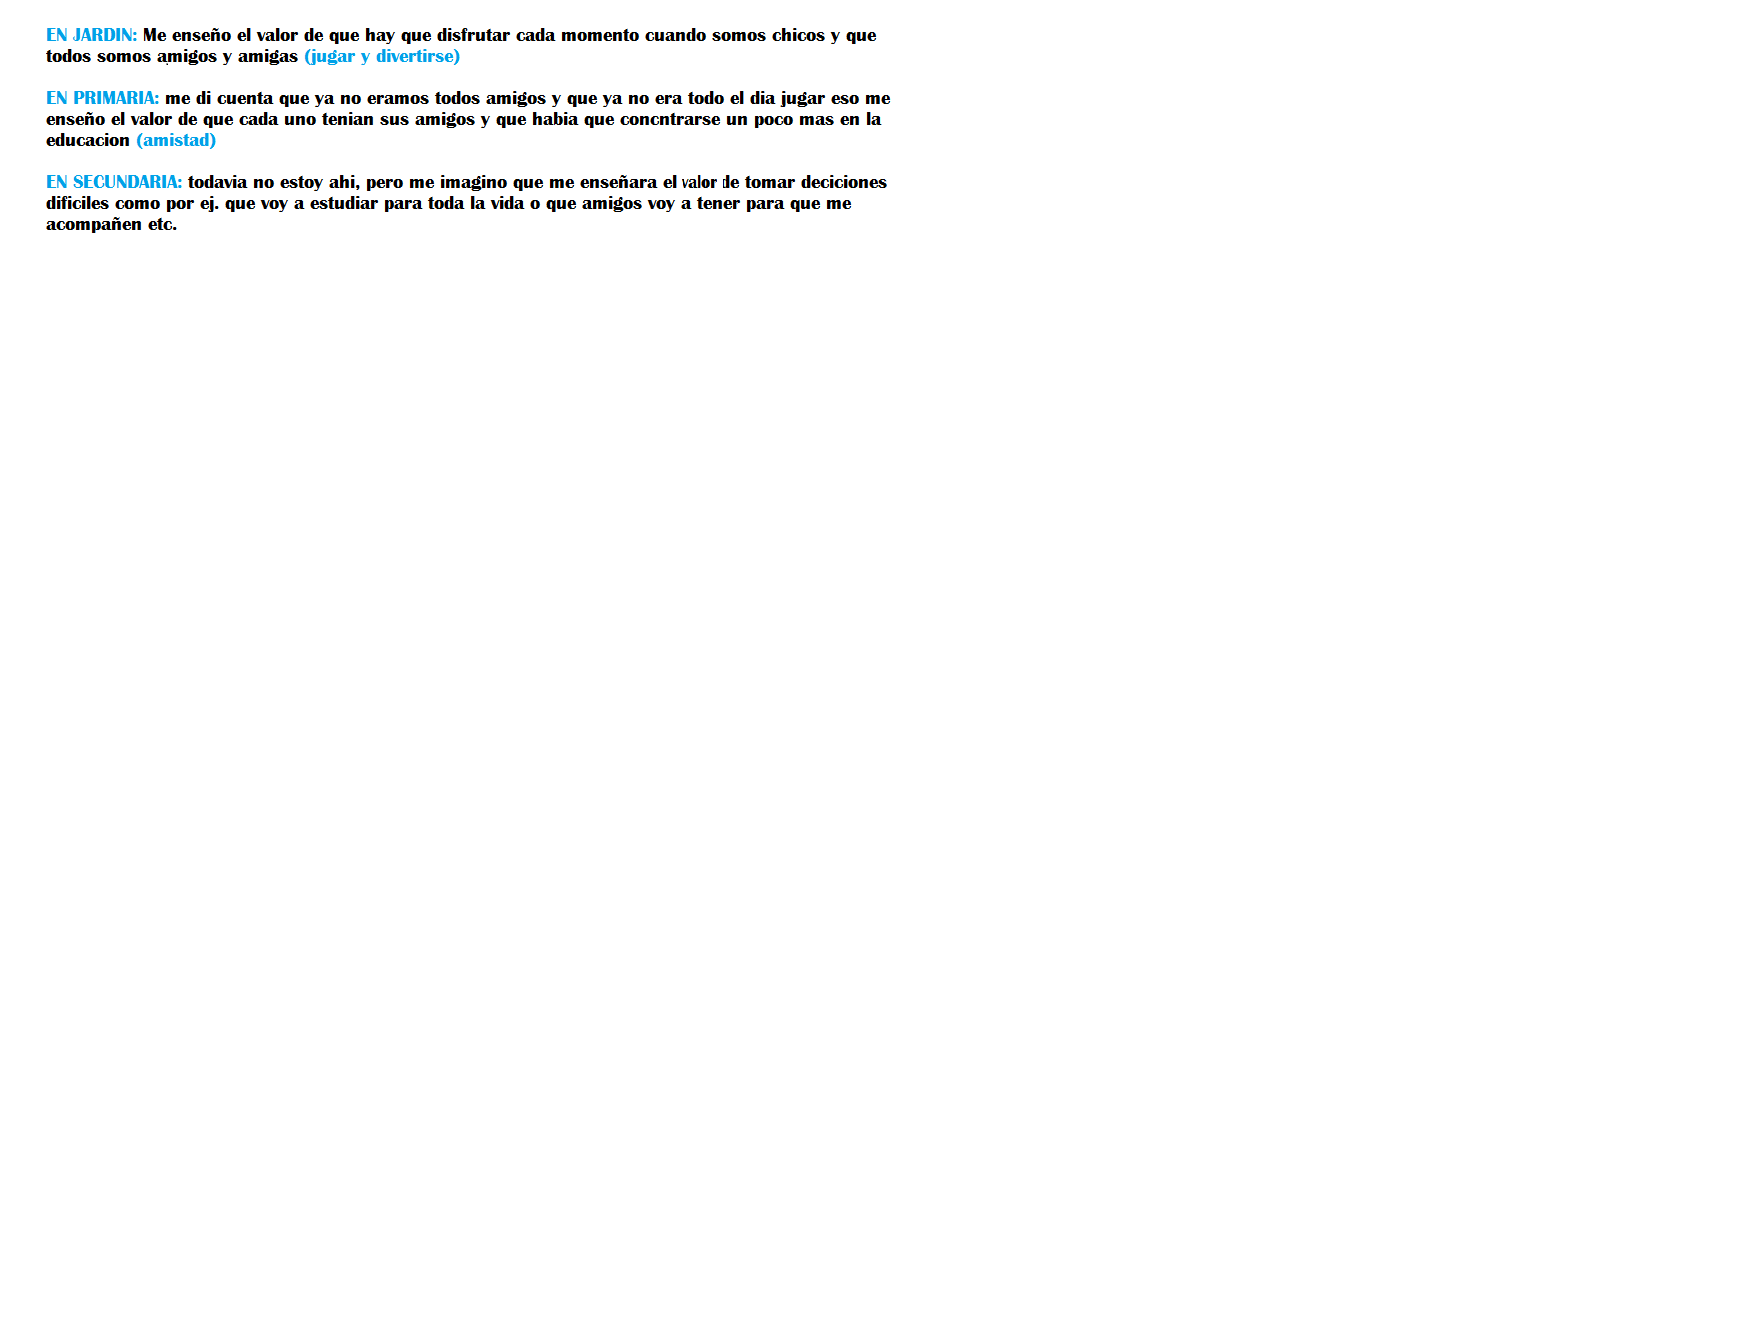 EN JARDIN: Me enseño el valor de que hay que disfrutar cada momento cuando somos chicos y que
todos somos amigos y amigas (jugar y divertirse)
EN PRIMARIA: me di cuenta que ya no eramos todos amigos y que ya no era todo el dia jugar eso me
enseño el valor de que cada uno tenian sus amigos y que habia que concntrarse un poco mas en la
educacion (amistad)
EN SECUNDARIA: todavia no estoy ahi, pero me imagino que me enseñara el valor de tomar deciciones
dificiles como por ej. que voy a estudiar para toda la vida o que amigos voy a tener para que me
acompañen etc.